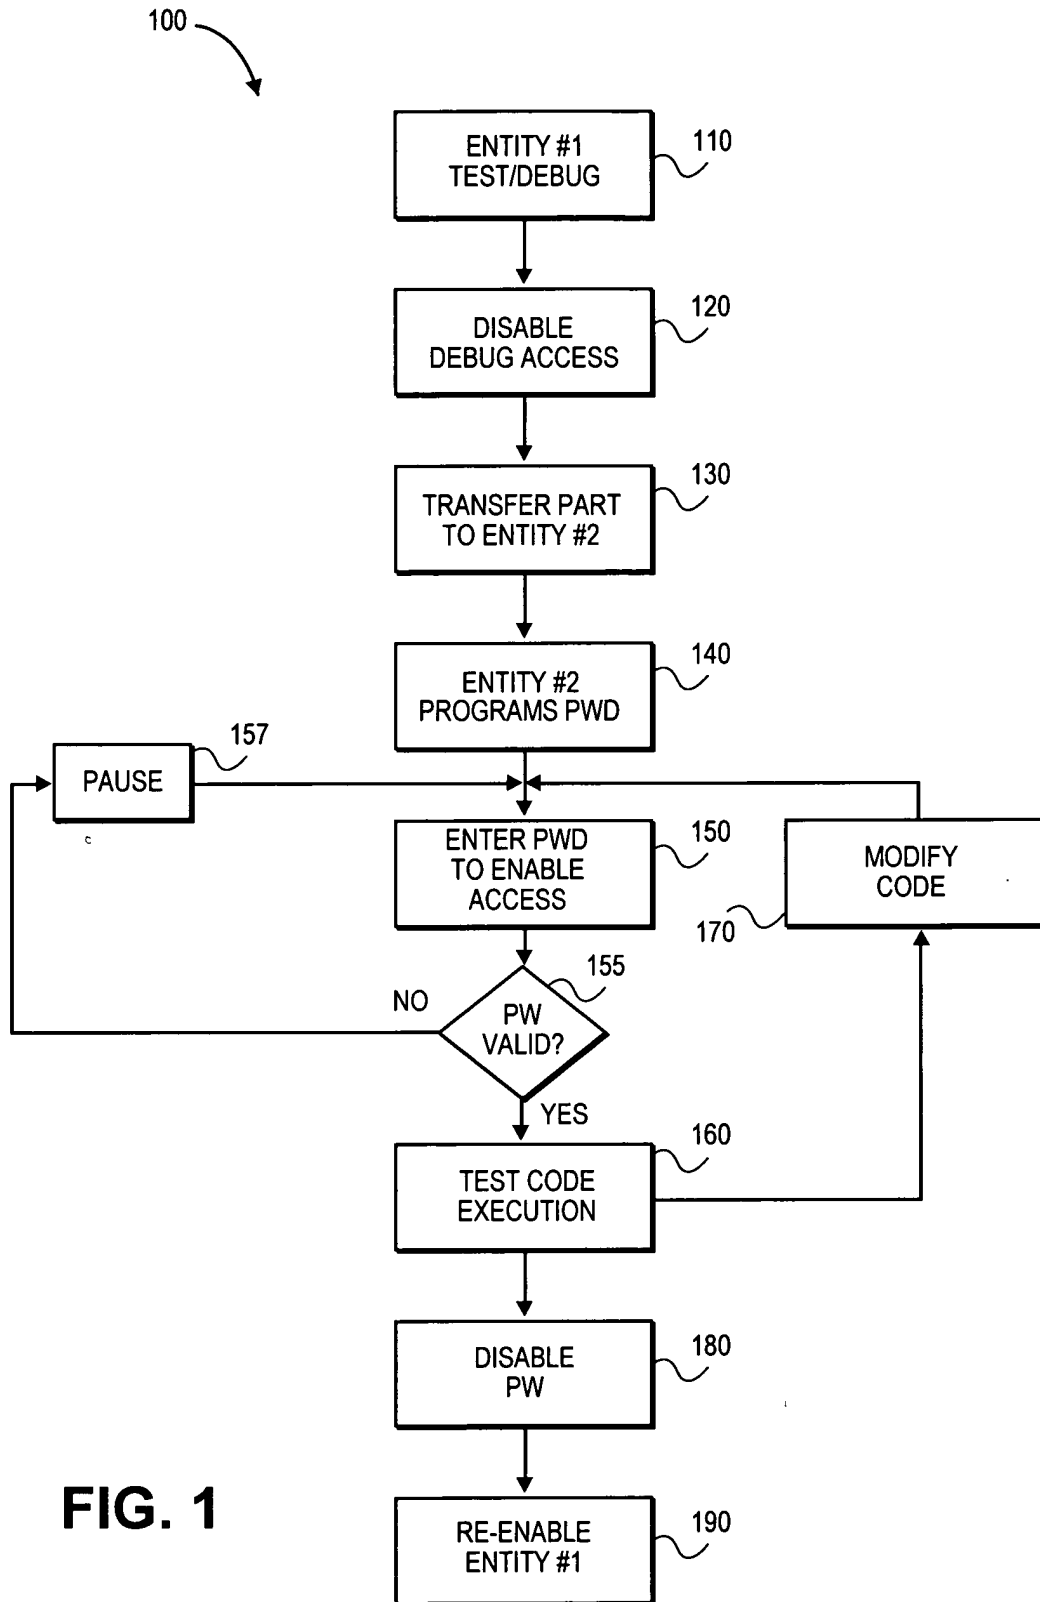 100
ENTITY #1
TEST/DEBUG
110
DISABLE
DEBUG ACCESS
120
TRANSFER PART
TO ENTITY #2
130
ENTITY #2
PROGRAMS PWD
140
PAUSE
157
ENTER PWD
TO ENABLE
ACCESS
150
MODIFY
CODE
170
PW
VALID?
155
NO
YES
TEST CODE
EXECUTION
160
DISABLE
PW
180
RE-ENABLE
ENTITY #1
190
FIG. 1